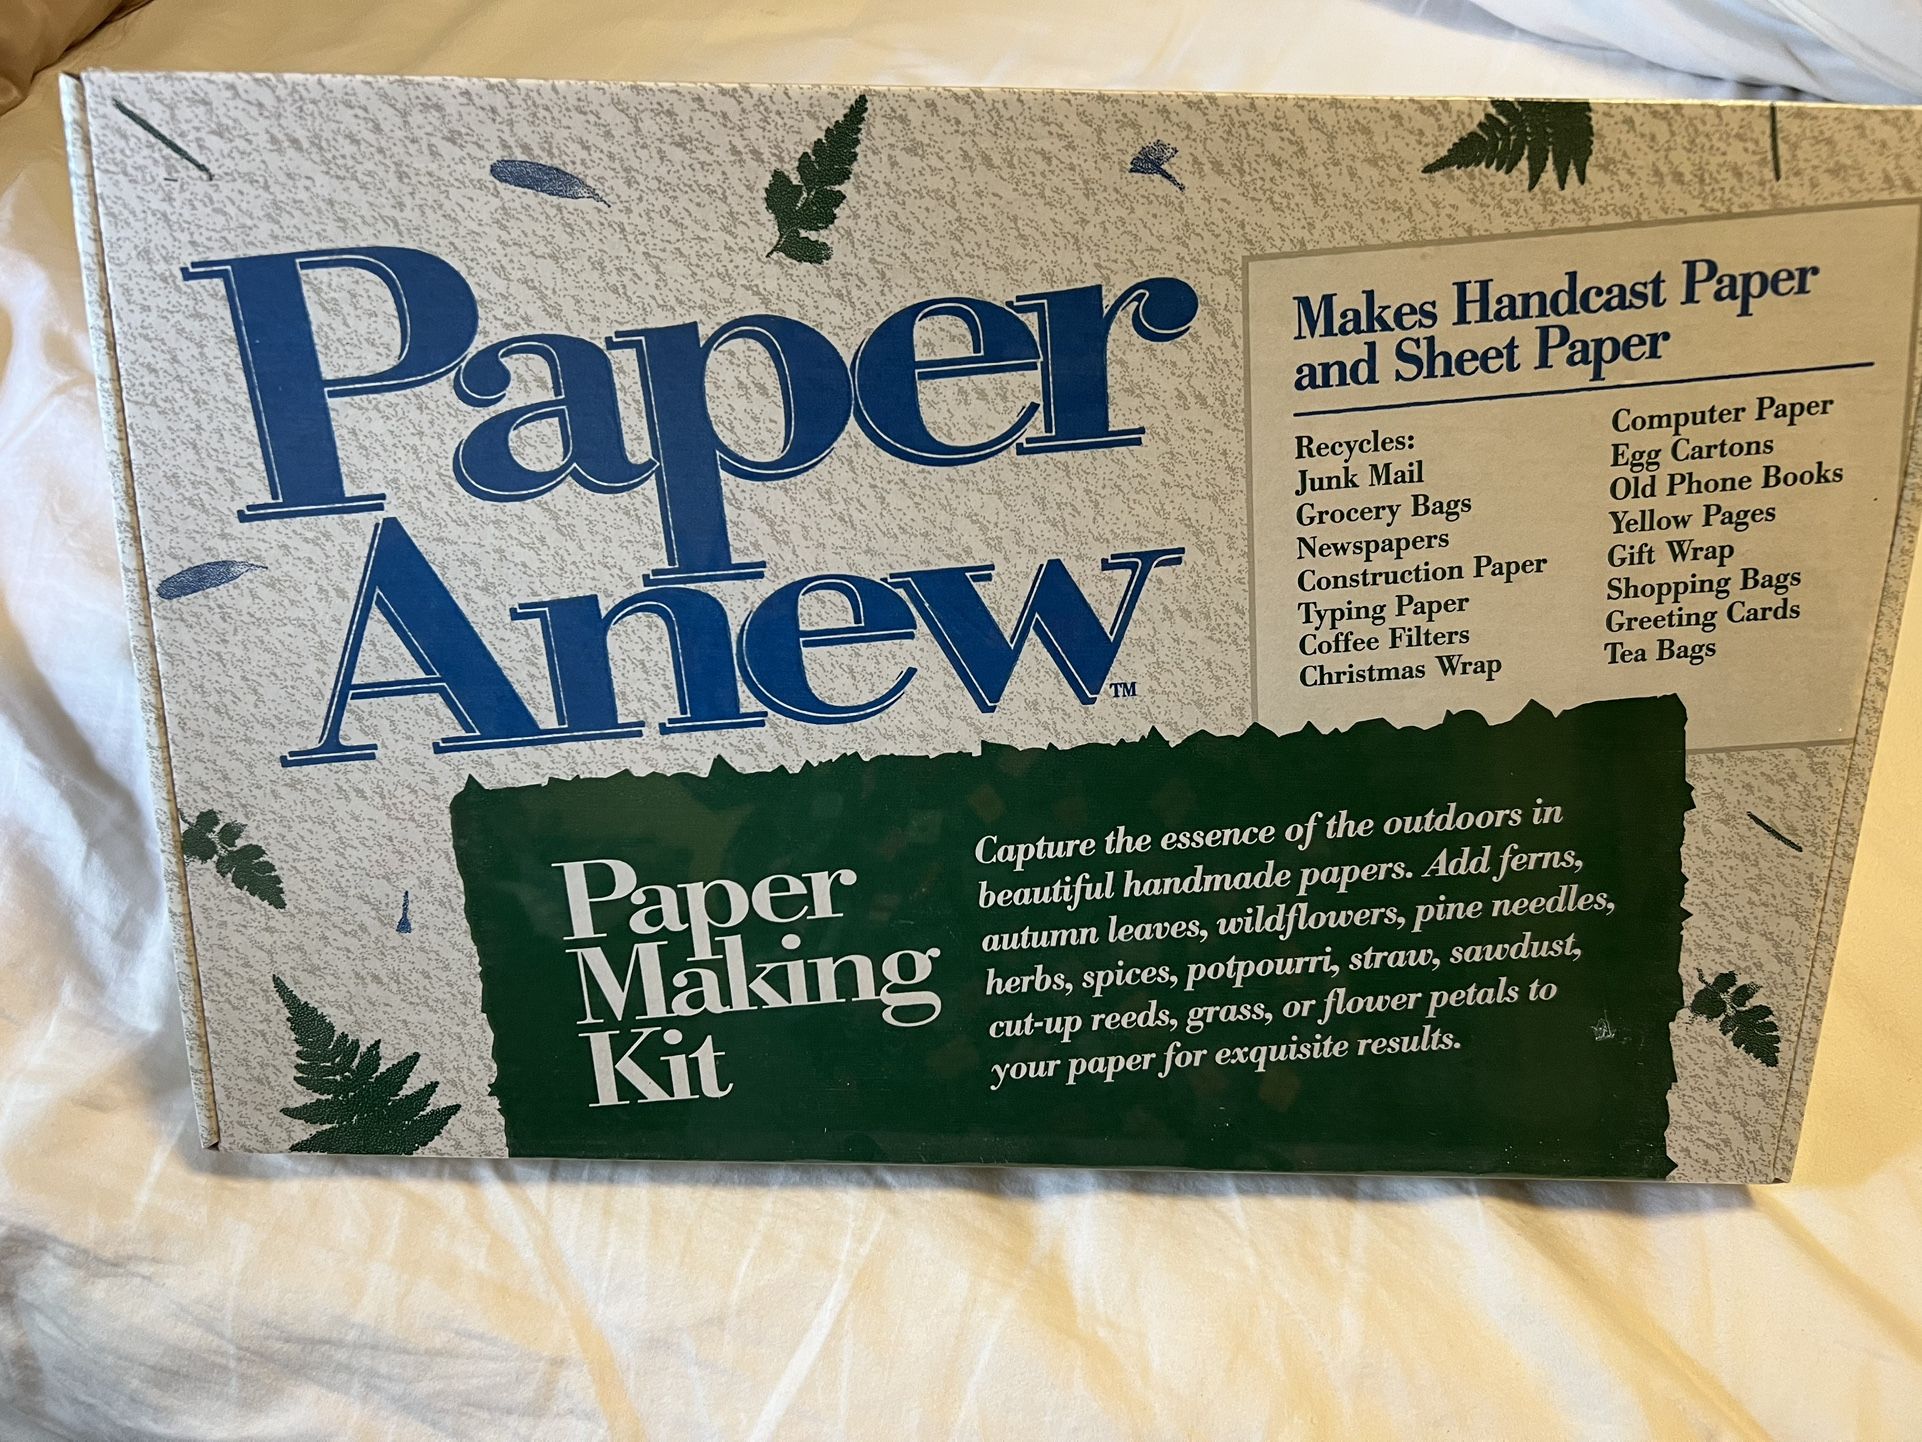 Paper
Anew™
Makes Handcast Paper
and Sheet Paper
Recycles:
Junk Mail
Grocery Bags
Newspapers
Construction Paper
Typing Paper
Coffee Filters
Christmas Wrap
Computer Paper
Egg Cartons
Old Phone Books
Yellow Pages
Gift Wrap
Shopping Bags
Greeting Cards
Tea Bags
Paper
Making
Kit
Capture the essence of the outdoors in
beautiful handmade papers. Add ferns,
autumn leaves, wildflowers, pine needles,
herbs, spices, potpourri, straw, sawdust,
cut-up reeds, grass, or flower petals to
your paper for exquisite results.